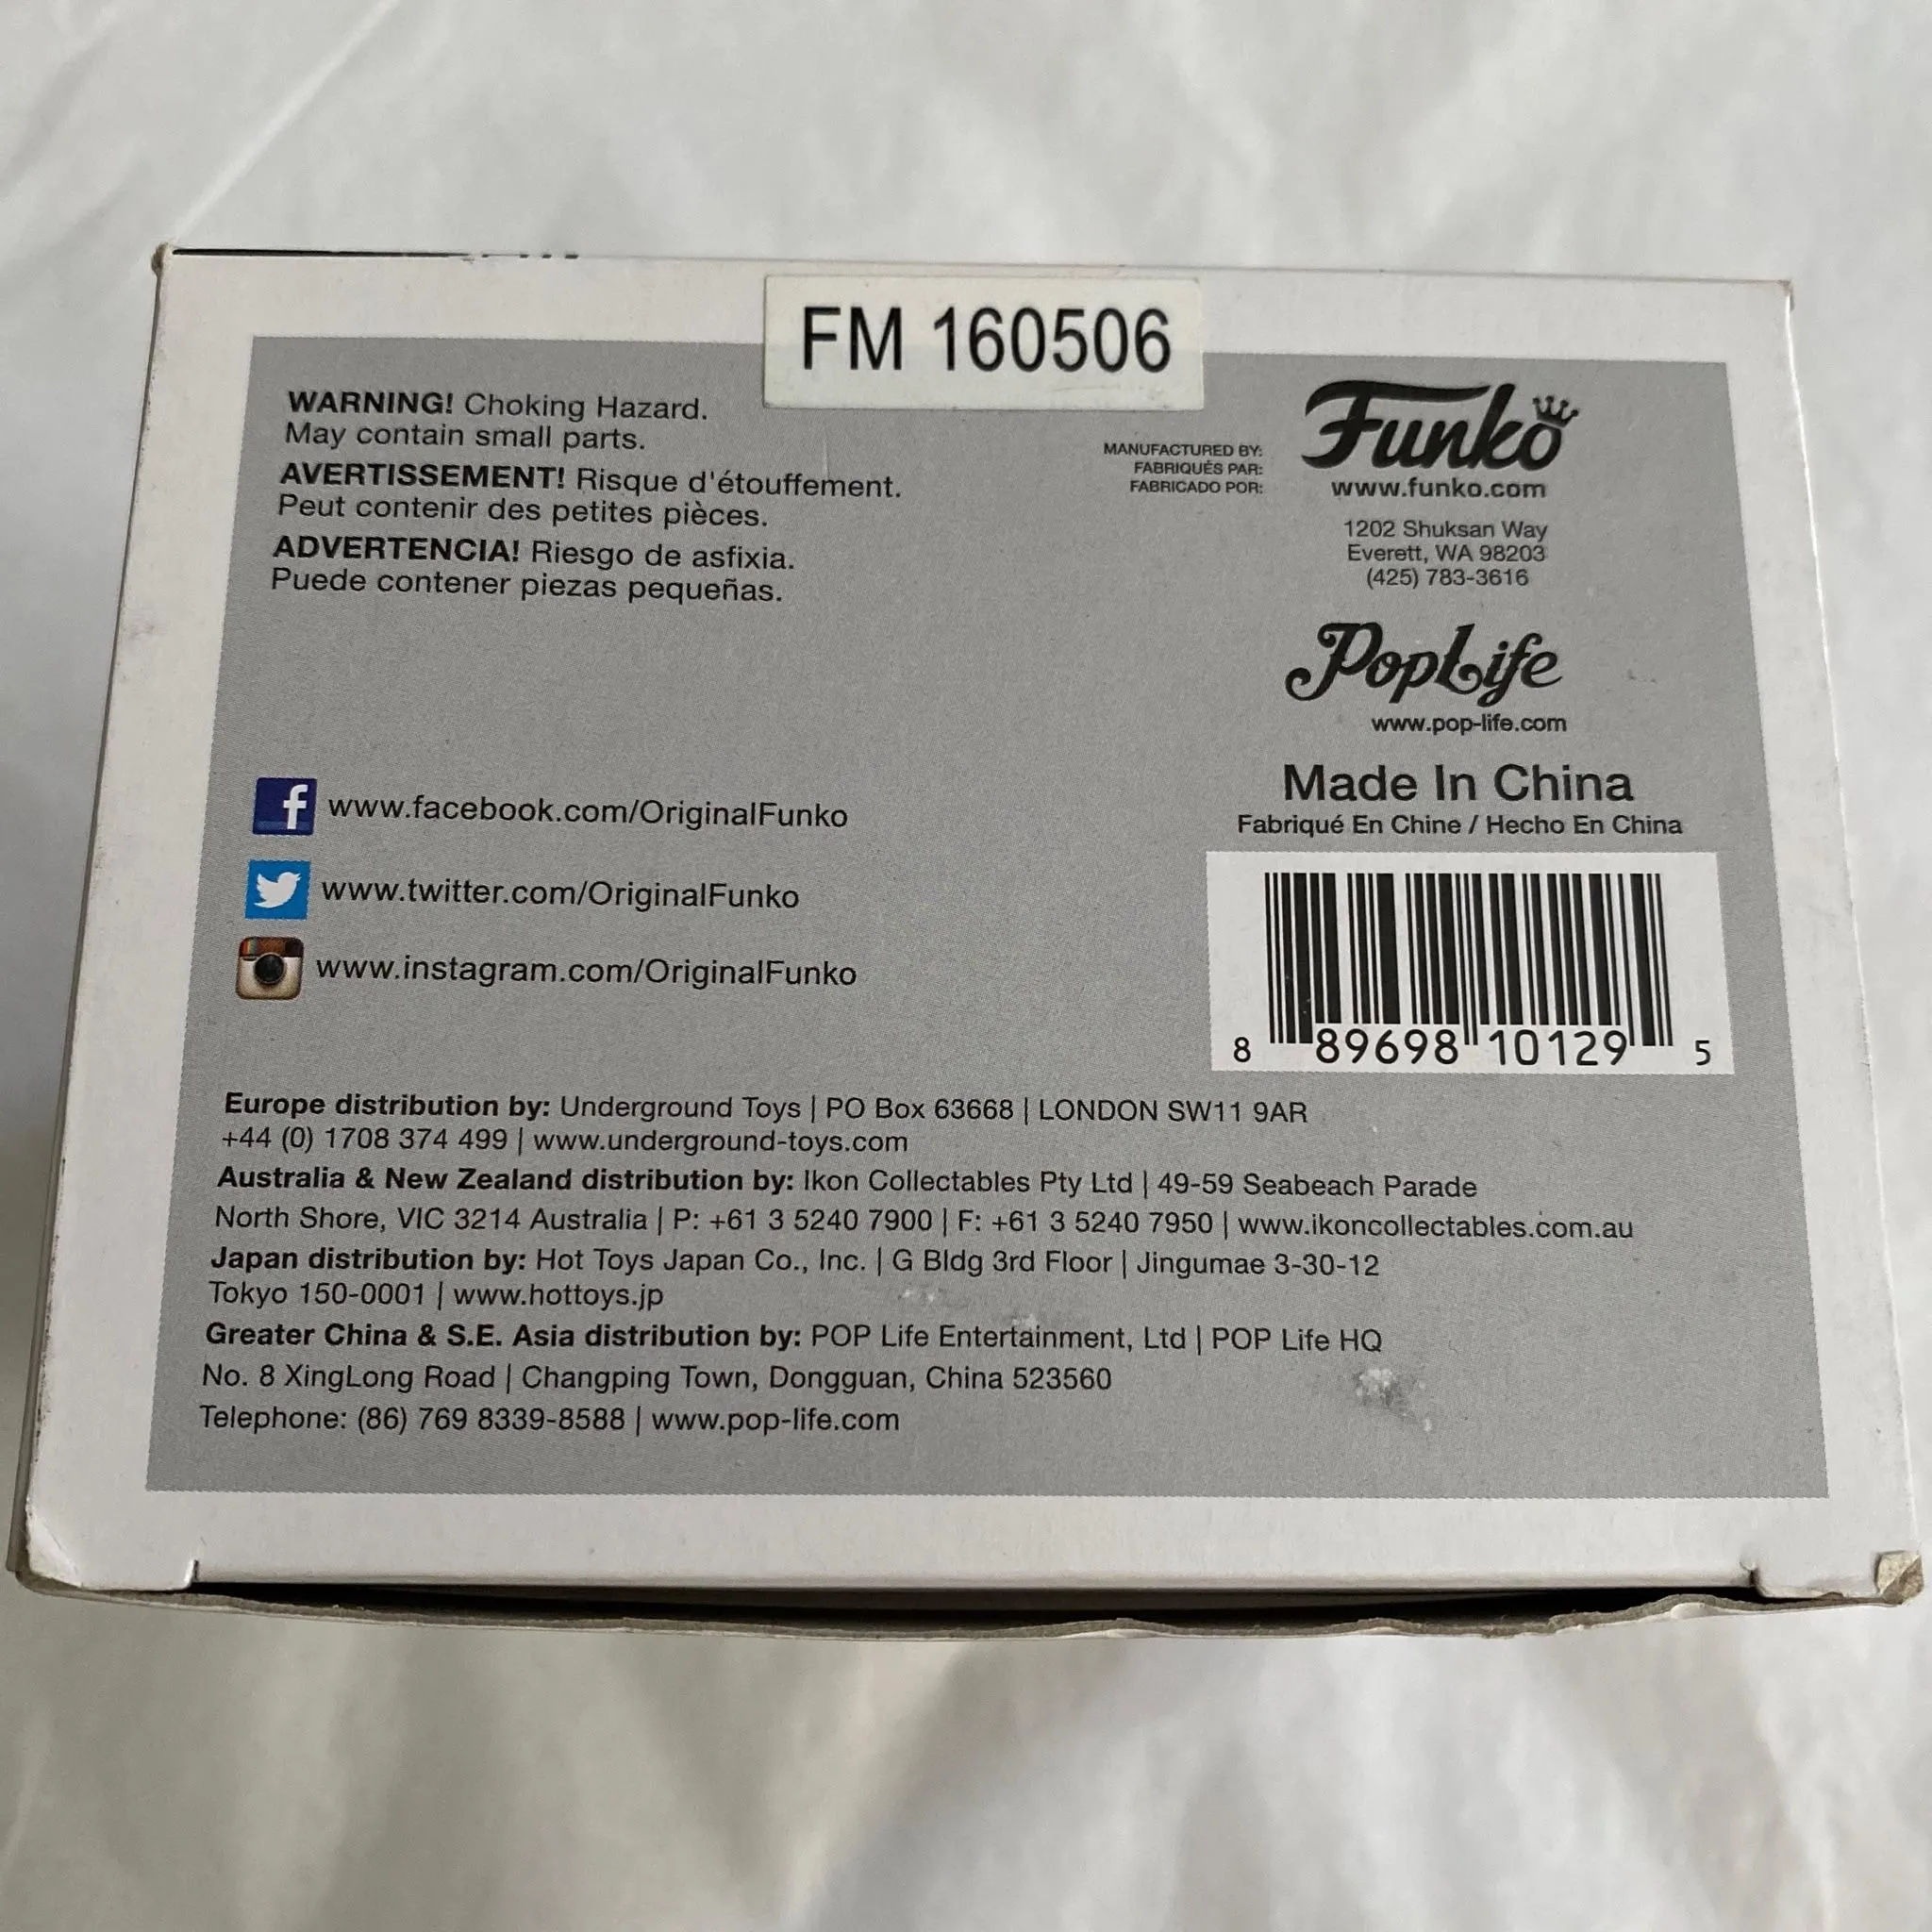 FM 160506
WARNING! Choking Hazard.
May contain small parts.
AVERTISSEMENT! Risque d'étouffement.
Peut contenir des petites pièces.
ADVERTENCIA! Riesgo de asfixia.
Puede contener piezas pequeñas.
MANUFACTURED BY:
FABRIQUÉS PAR:
FABRICADO POR:
Funko
www.funko.com
1202 Shuksan Way
Everett, WA 98203
(425) 783-3616
PopLife
www.pop-life.com
Made In China
Fabriqué En Chine / Hecho En China
8 89698 10129 5
f www.facebook.com/OriginalFunko
www.twitter.com/OriginalFunko
www.instagram.com/OriginalFunko
Europe distribution by: Underground Toys | PO Box 63668 | LONDON SW11 9AR
+44 (0) 1708 374 499 | www.underground-toys.com
Australia & New Zealand distribution by: Ikon Collectables Pty Ltd | 49-59 Seabeach Parade
North Shore, VIC 3214 Australia | P: +61 3 5240 7900 | F: +61 3 5240 7950 | www.ikoncollectables.com.au
Japan distribution by: Hot Toys Japan Co., Inc. | G Bldg 3rd Floor | Jingumae 3-30-12
Tokyo 150-0001 | www.hottoys.jp
Greater China & S.E. Asia distribution by: POP Life Entertainment, Ltd | POP Life HQ
No. 8 XingLong Road | Changping Town, Dongguan, China 523560
Telephone: (86) 769 8339-8588 | www.pop-life.com